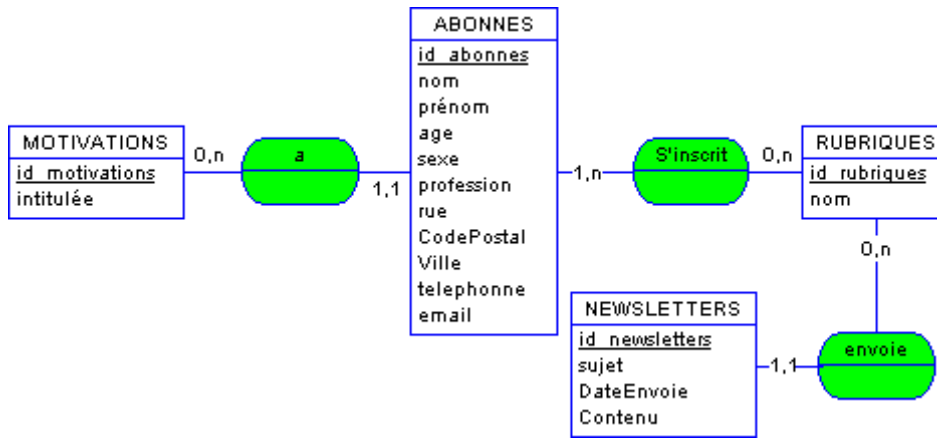 MOTIVATIONS
id_motivations
intitulée
0,n
a
1,1
ABONNES
id_abonnes
nom
prénom
age
sexe
profession
rue
CodePostal
Ville
telephonne
email
1,n
S'inscrit
0,n
RUBRIQUES
id_rubriques
nom
0,n
envoie
1,1
NEWSLETTERS
id_newsletters
sujet
DateEnvoie
Contenu